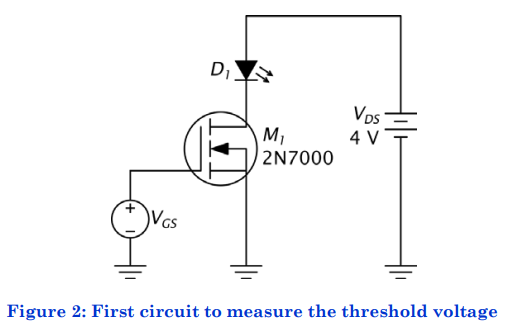 D1
VDS
4 V
M1
2N7000
+
−
VGS
Figure 2: First circuit to measure the threshold voltage